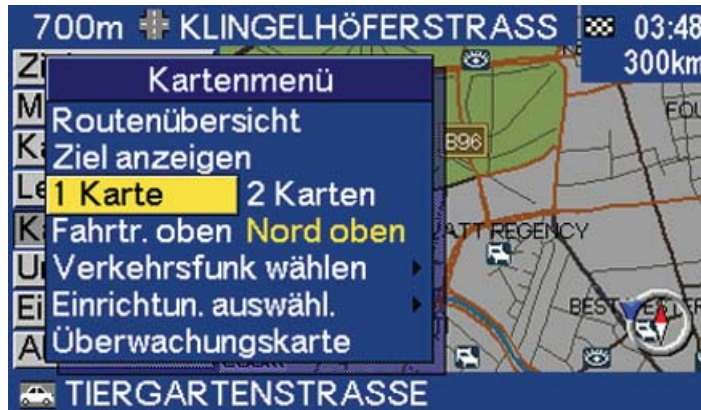 700m KLINGELHÖFERSTRASS
03:48
300km
Kartenmenü
Routenübersicht
Ziel anzeigen
1 Karte 2 Karten
Fahrtr. oben Nord oben
Verkehrsfunk wählen
Einrichtun. auswähl.
Überwachungskarte
B96
ATT REGENCY
TIERGARTENSTRASSE